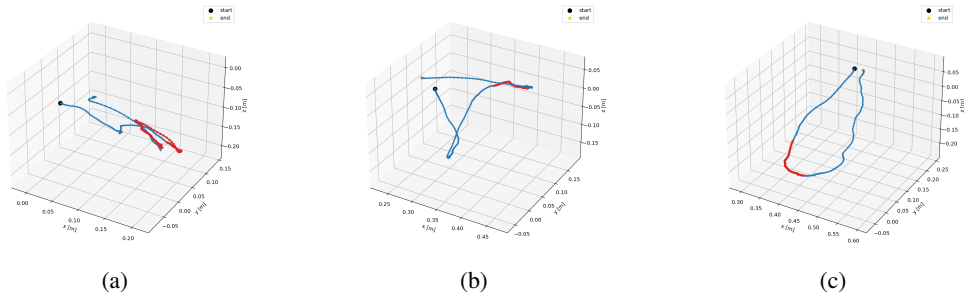 start
end
0.00
−0.05
−0.10
−0.15
−0.20
z [m]
0.15
0.10
0.05
0.00
−0.05
y [m]
0.00
0.05
0.10
0.15
0.20
x [m]
(a)
start
end
0.05
0.00
−0.05
−0.10
−0.15
z [m]
0.15
0.10
0.05
0.00
−0.05
y [m]
0.25
0.30
0.35
0.40
0.45
x [m]
(b)
start
end
0.05
0.00
−0.05
−0.10
−0.15
−0.20
z [m]
0.25
0.20
0.15
0.10
0.05
0.00
−0.05
y [m]
0.30
0.35
0.40
0.45
0.50
0.55
0.60
x [m]
(c)